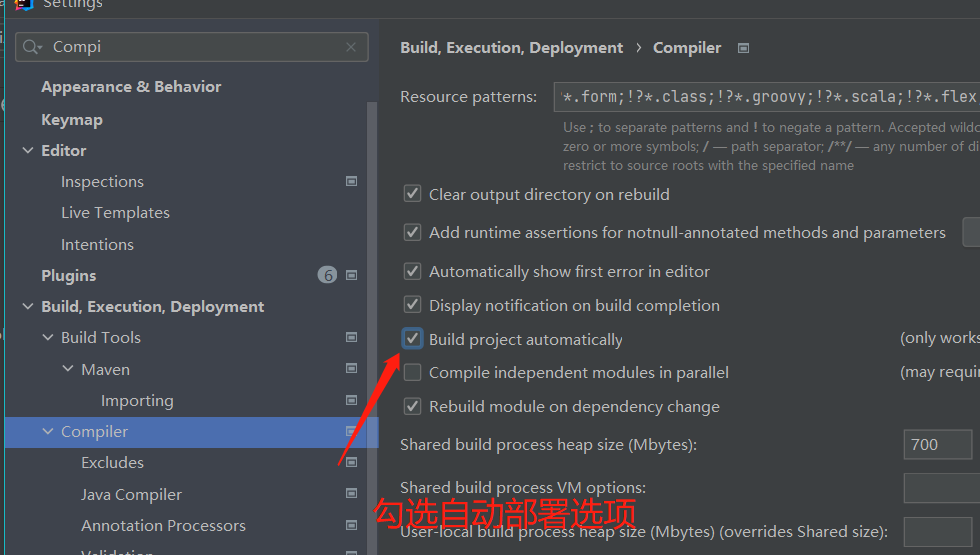 Settings
Compi
Appearance & Behavior
Keymap
Editor
Inspections
Live Templates
Intentions
Plugins
6
Build, Execution, Deployment
Build Tools
Maven
Importing
Compiler
Excludes
Java Compiler
Annotation Processors
Validation
Build, Execution, Deployment › Compiler
Resource patterns: *.form;!?*.class;!?*.groovy;!?*.scala;!?*.flex
Use ; to separate patterns and ! to negate a pattern. Accepted wildc
zero or more symbols; / — path separator; /**/ — any number of di
restrict to source roots with the specified name
Clear output directory on rebuild
Add runtime assertions for notnull-annotated methods and parameters
Automatically show first error in editor
Display notification on build completion
Build project automatically (only works
Compile independent modules in parallel (may requi
Rebuild module on dependency change
Shared build process heap size (Mbytes): 700
Shared build process VM options:
勾选自动部署选项
User-local build process heap size (Mbytes) (overrides Shared size):